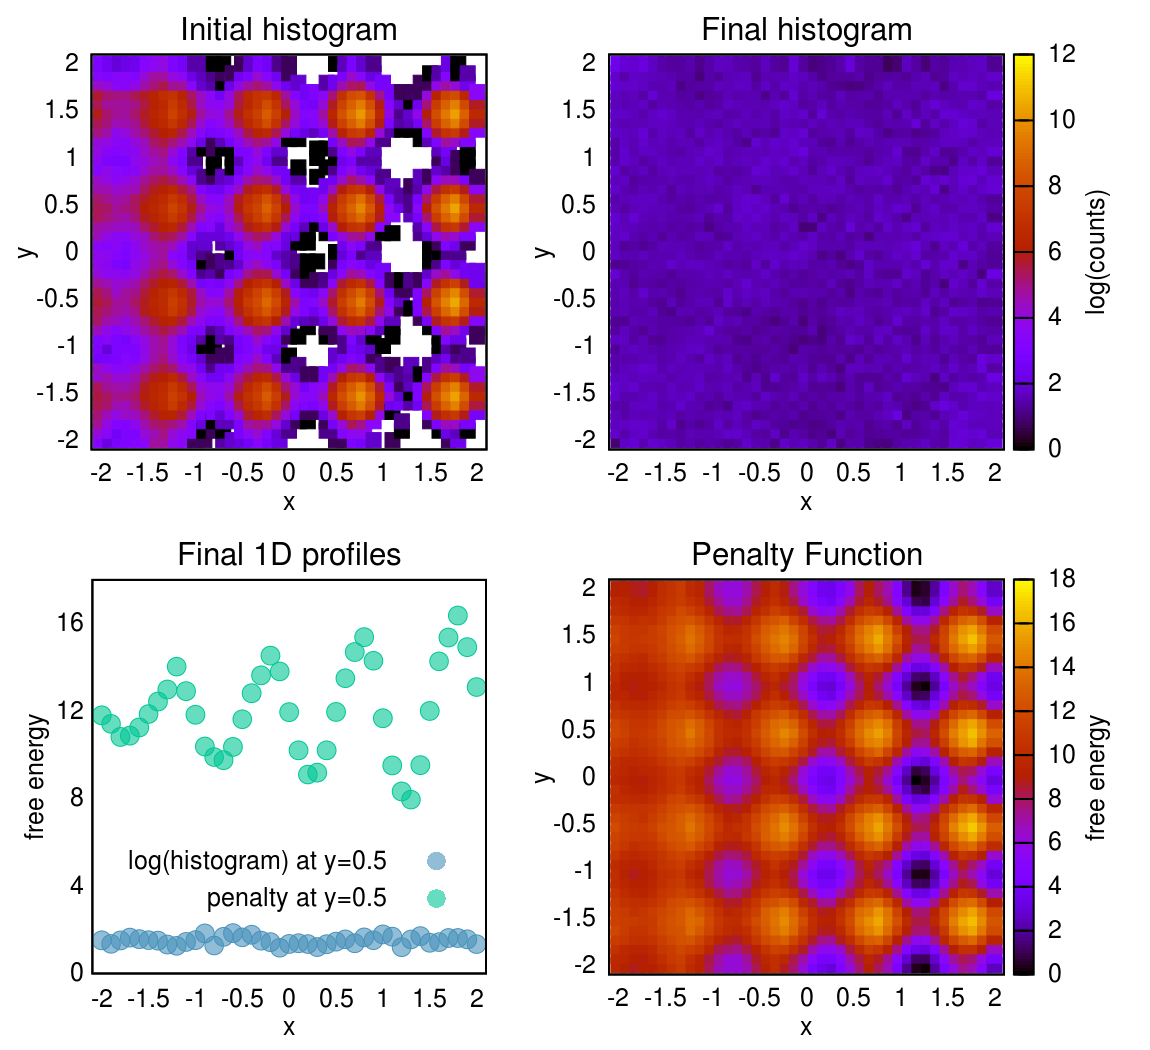 Initial histogram
2
1.5
1
0.5
0
-0.5
-1
-1.5
-2
y
-2 -1.5 -1 -0.5 0 0.5 1 1.5 2
x
Final histogram
2
1.5
1
0.5
0
-0.5
-1
-1.5
-2
y
-2 -1.5 -1 -0.5 0 0.5 1 1.5 2
x
12
10
8
6
4
2
0
log(counts)
Final 1D profiles
16
12
8
4
0
free energy
log(histogram) at y=0.5
penalty at y=0.5
-2 -1.5 -1 -0.5 0 0.5 1 1.5 2
x
Penalty Function
2
1.5
1
0.5
0
-0.5
-1
-1.5
-2
y
-2 -1.5 -1 -0.5 0 0.5 1 1.5 2
x
18
16
14
12
10
8
6
4
2
0
free energy